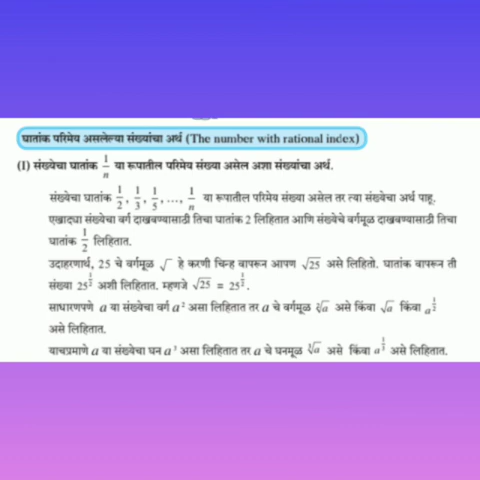 घातांक परिमेय असलेल्या संख्यांचा अर्थ (The number with rational index)
(I) संख्येचा घातांक 1/n या रूपातील परिमेय संख्या असेल अशा संख्यांचा अर्थ.
संख्येचा घातांक 1/2, 1/3, 1/5, ..., 1/n या रूपातील परिमेय संख्या असेल तर त्या संख्येचा अर्थ पाहू.
एखाद्या संख्येचा वर्ग दाखवण्यासाठी तिचा घातांक 2 लिहितात आणि संख्येचे वर्गमूळ दाखवण्यासाठी तिचा
घातांक 1/2 लिहितात.
उदाहरणार्थ, 25 चे वर्गमूळ √ हे करणी चिन्ह वापरून आपण √25 असे लिहितो. घातांक वापरून ती
संख्या 25^(1/2) अशी लिहितात. म्हणजे √25 = 25^(1/2).
साधारणपणे a या संख्येचा वर्ग a² असा लिहितात तर a चे वर्गमूळ ²√a असे किंवा √a किंवा a^(1/2)
असे लिहितात.
याचप्रमाणे a या संख्येचा घन a³ असा लिहितात तर a चे घनमूळ ³√a असे किंवा a^(1/3) असे लिहितात.